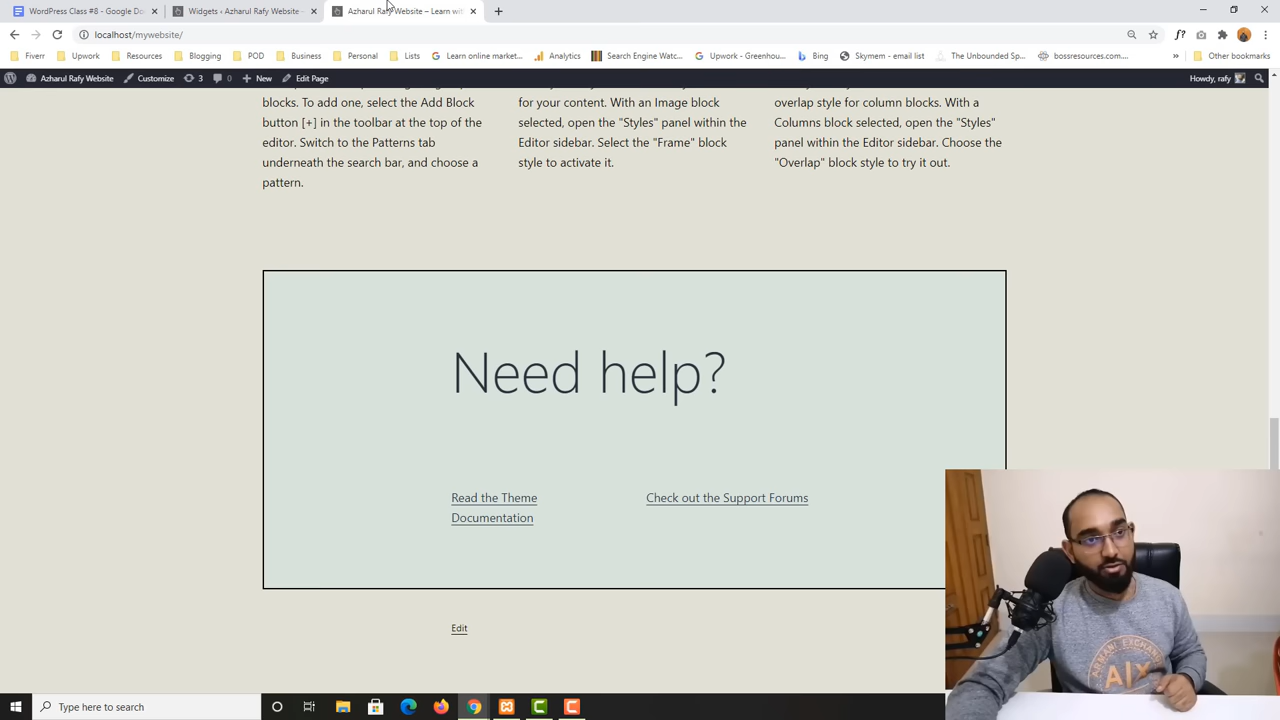 WordPress Class #8 - Google Do
Widgets ‹ Azharul Rafy Website
Azharul Rafy Website – Learn wit
localhost/mywebsite/
Fiverr
Upwork
Resources
Blogging
POD
Business
Personal
Lists
Learn online market...
Analytics
Search Engine Watc...
Upwork - Greenhou...
Bing
Skymem - email list
The Unbounded Sp...
bossresources.com...
Other bookmarks
Azharul Rafy Website
Customize
3
0
New
Edit Page
Howdy, rafy
blocks. To add one, select the Add Block
button [+] in the toolbar at the top of the
editor. Switch to the Patterns tab
underneath the search bar, and choose a
pattern.
for your content. With an Image block
selected, open the "Styles" panel within the
Editor sidebar. Select the "Frame" block
style to activate it.
overlap style for column blocks. With a
Columns block selected, open the "Styles"
panel within the Editor sidebar. Choose the
"Overlap" block style to try it out.
Need help?
Read the Theme
Documentation
Check out the Support Forums
Edit
ARMANI EXCHANGE
A|X
Type here to search